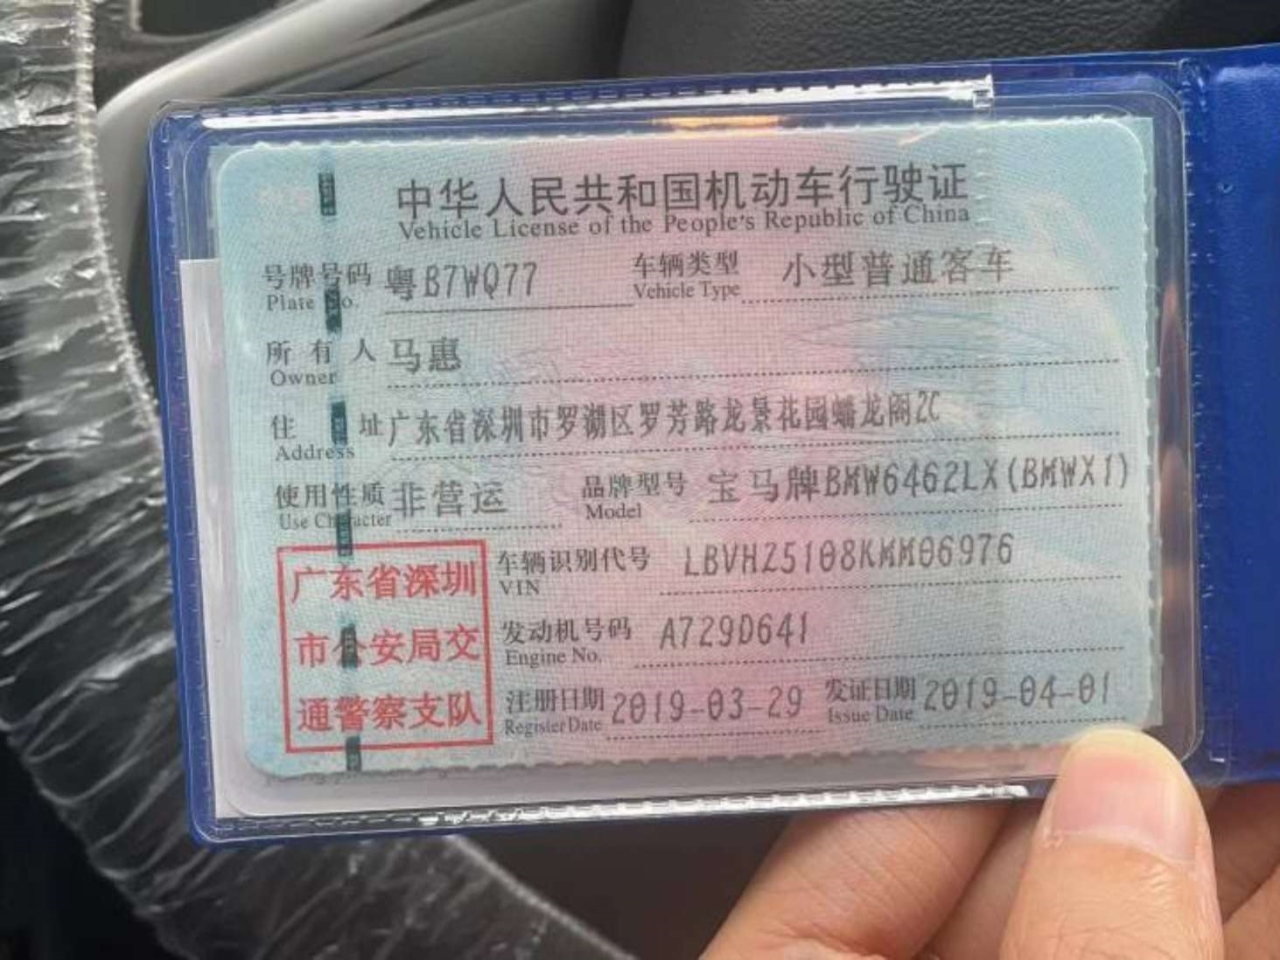 中华人民共和国机动车行驶证
Vehicle License of the People's Republic of China
号牌号码 粤B7WQ77 车辆类型 小型普通客车
Plate No. Vehicle Type
所有人 马惠
Owner
住址 广东省深圳市罗湖区罗芳路龙景花园蟠龙阁2C
Address
使用性质 非营运 品牌型号 宝马牌BMW6462LX(BMWX1)
Use Character Model
车辆识别代号 LBVHZ5108KMM06976
VIN
发动机号码 A729D641
Engine No.
注册日期 2019-03-29 发证日期 2019-04-01
Register Date Issue Date
广东省深圳
市公安局交
通警察支队